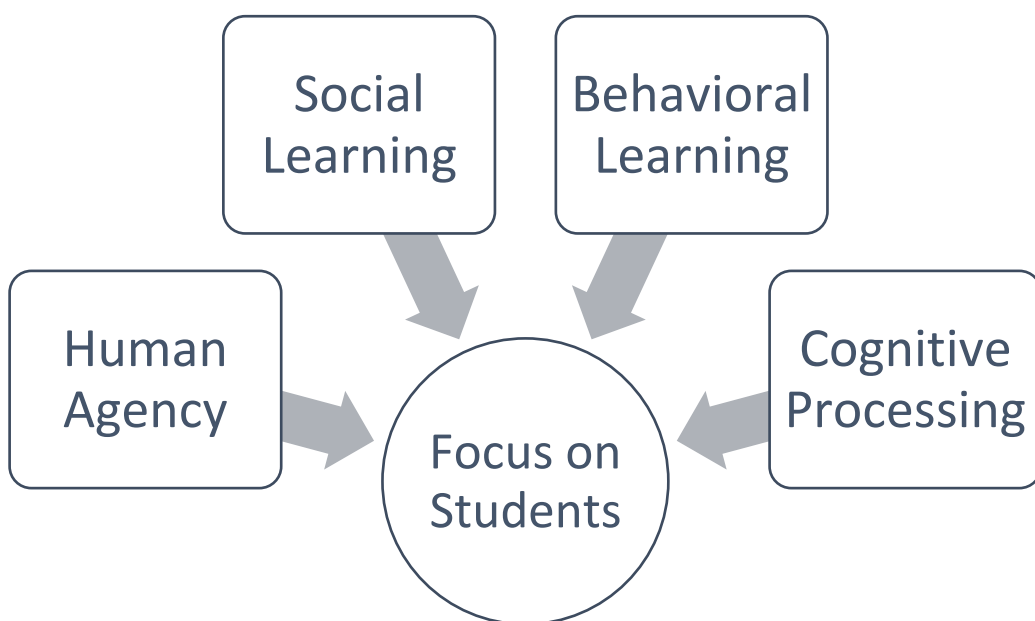 Social
Learning
Behavioral
Learning
Human
Agency
Cognitive
Processing
Focus on
Students